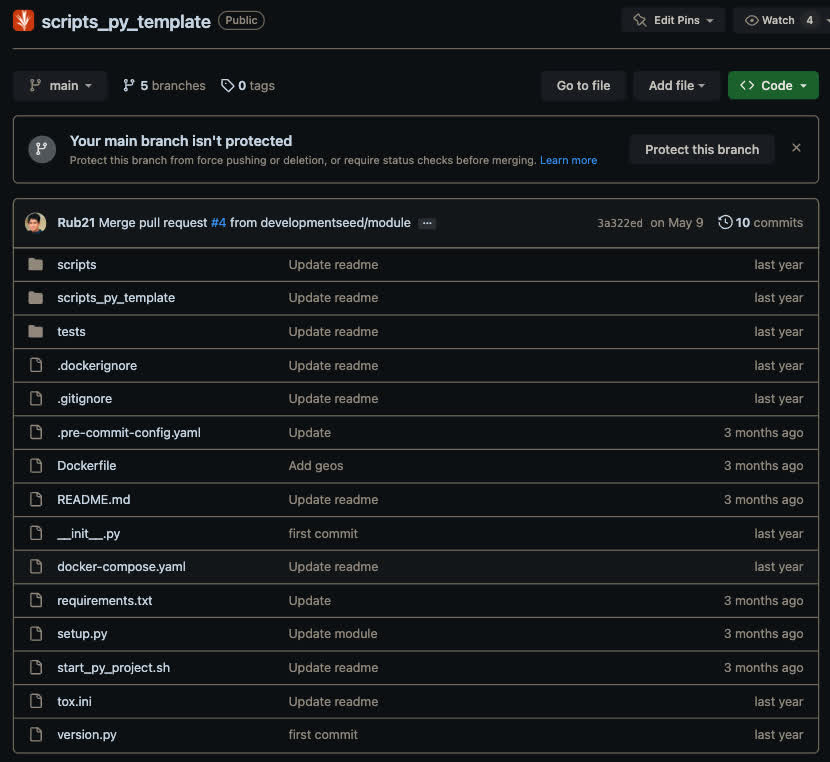 scripts_py_template Public Edit Pins Watch 4
main 5 branches 0 tags Go to file Add file <> Code
Your main branch isn't protected
Protect this branch from force pushing or deletion, or require status checks before merging. Learn more Protect this branch ×
Rub21 Merge pull request #4 from developmentseed/module ... 3a322ed on May 9 10 commits
scripts Update readme last year
scripts_py_template Update readme last year
tests Update readme last year
.dockerignore Update readme last year
.gitignore Update readme last year
.pre-commit-config.yaml Update 3 months ago
Dockerfile Add geos 3 months ago
README.md Update readme 3 months ago
__init__.py first commit last year
docker-compose.yaml Update readme last year
requirements.txt Update 3 months ago
setup.py Update module 3 months ago
start_py_project.sh Update readme 3 months ago
tox.ini Update readme last year
version.py first commit last year